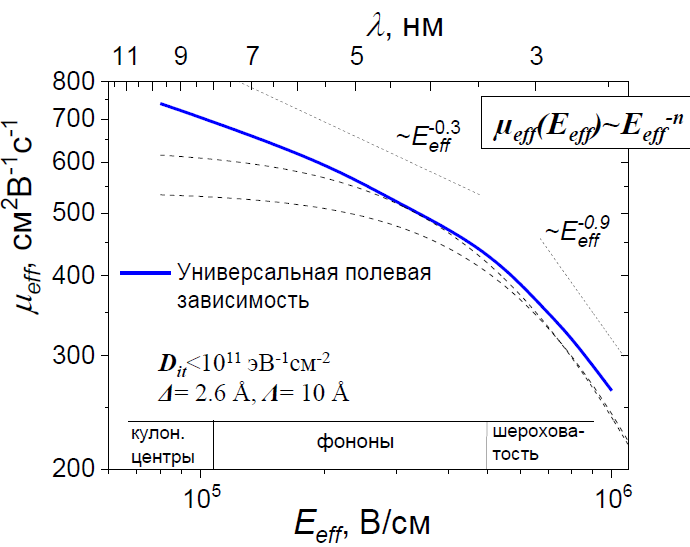 λ, нм
11 9 7 5 3
800
700
600
500
400
300
200
μeff, см²В⁻¹с⁻¹
μeff(Eeff)~Eeff⁻ⁿ
~Eeff⁻⁰·³
~Eeff⁻⁰·⁹
Универсальная полевая
зависимость
Dit<10¹¹ эВ⁻¹см⁻²
Δ= 2.6 Å, Λ= 10 Å
кулон.
центры
фононы
шерохова-
тость
10⁵ 10⁶
Eeff, В/см